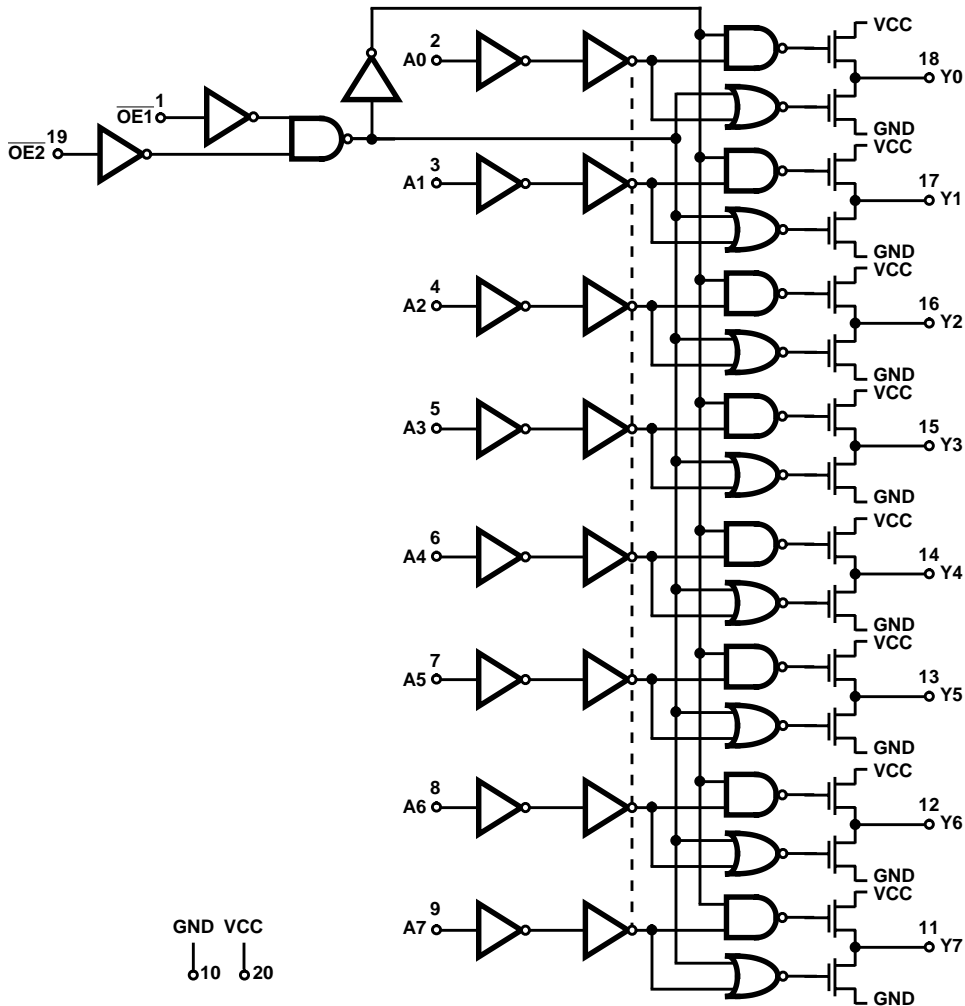 VCC
2
18
A0
Y0
1
OE1
GND
19
OE2
VCC
3
17
A1
Y1
GND
VCC
4
16
A2
Y2
GND
VCC
5
15
A3
Y3
GND
VCC
6
14
A4
Y4
GND
VCC
7
13
A5
Y5
GND
VCC
8
12
A6
Y6
GND
VCC
9
11
A7
Y7
GND VCC
10 20
GND